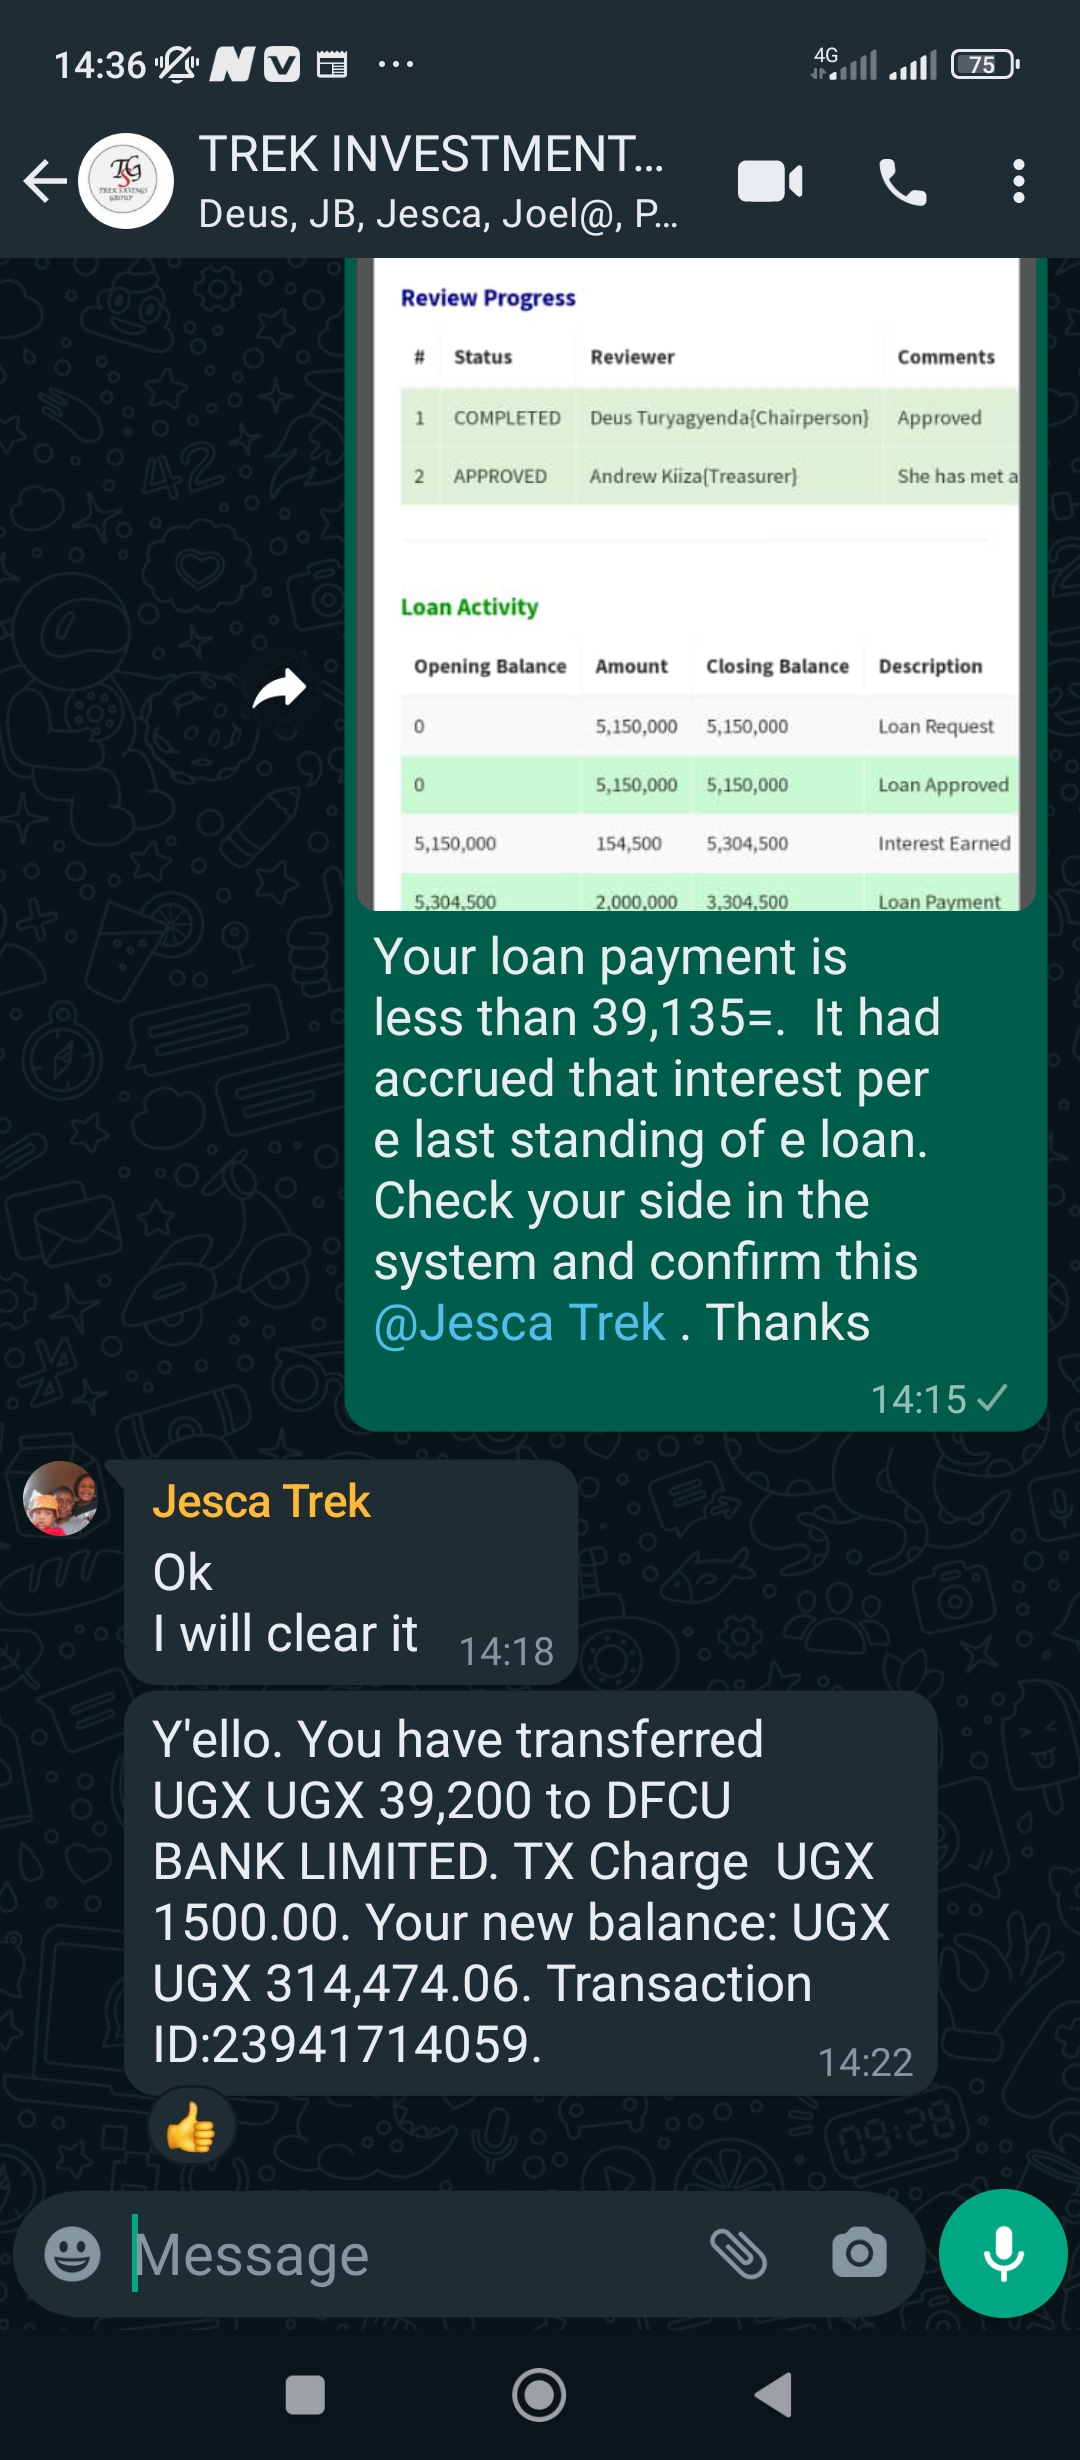 14:36
4G
75
TREK INVESTMENT...
Deus, JB, Jesca, Joel@, P...
TSG
TREK SAVINGS
GROUP
Review Progress
# Status Reviewer Comments
1 COMPLETED Deus Turyagyenda{Chairperson} Approved
2 APPROVED Andrew Kiiza{Treasurer} She has met a
Loan Activity
Opening Balance Amount Closing Balance Description
0 5,150,000 5,150,000 Loan Request
0 5,150,000 5,150,000 Loan Approved
5,150,000 154,500 5,304,500 Interest Earned
5,304,500 2,000,000 3,304,500 Loan Payment
Your loan payment is
less than 39,135=. It had
accrued that interest per
e last standing of e loan.
Check your side in the
system and confirm this
@Jesca Trek . Thanks
14:15
Jesca Trek
Ok
I will clear it 14:18
Y'ello. You have transferred
UGX UGX 39,200 to DFCU
BANK LIMITED. TX Charge UGX
1500.00. Your new balance: UGX
UGX 314,474.06. Transaction
ID:23941714059.
14:22
Message